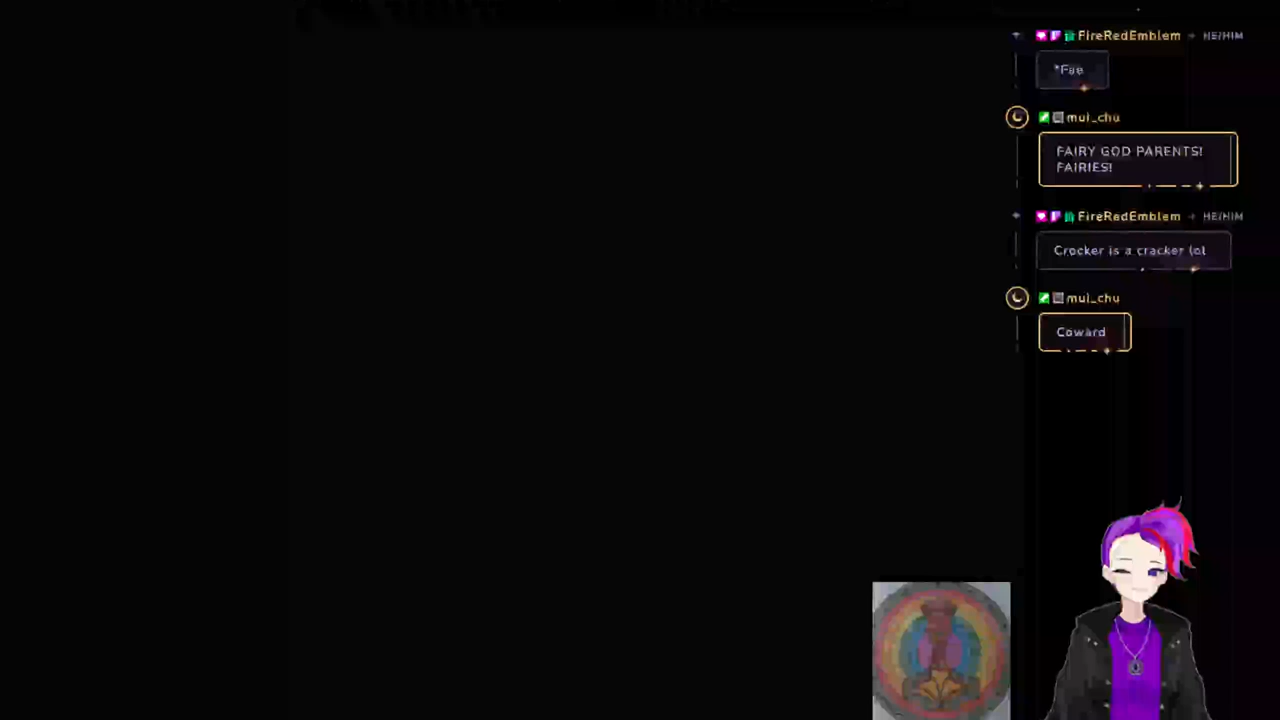 FireRedEmblem HE/HIM
*Fae
mui_chu
FAIRY GOD PARENTS!
FAIRIES!
FireRedEmblem HE/HIM
Crocker is a cracker lol
mui_chu
Coward